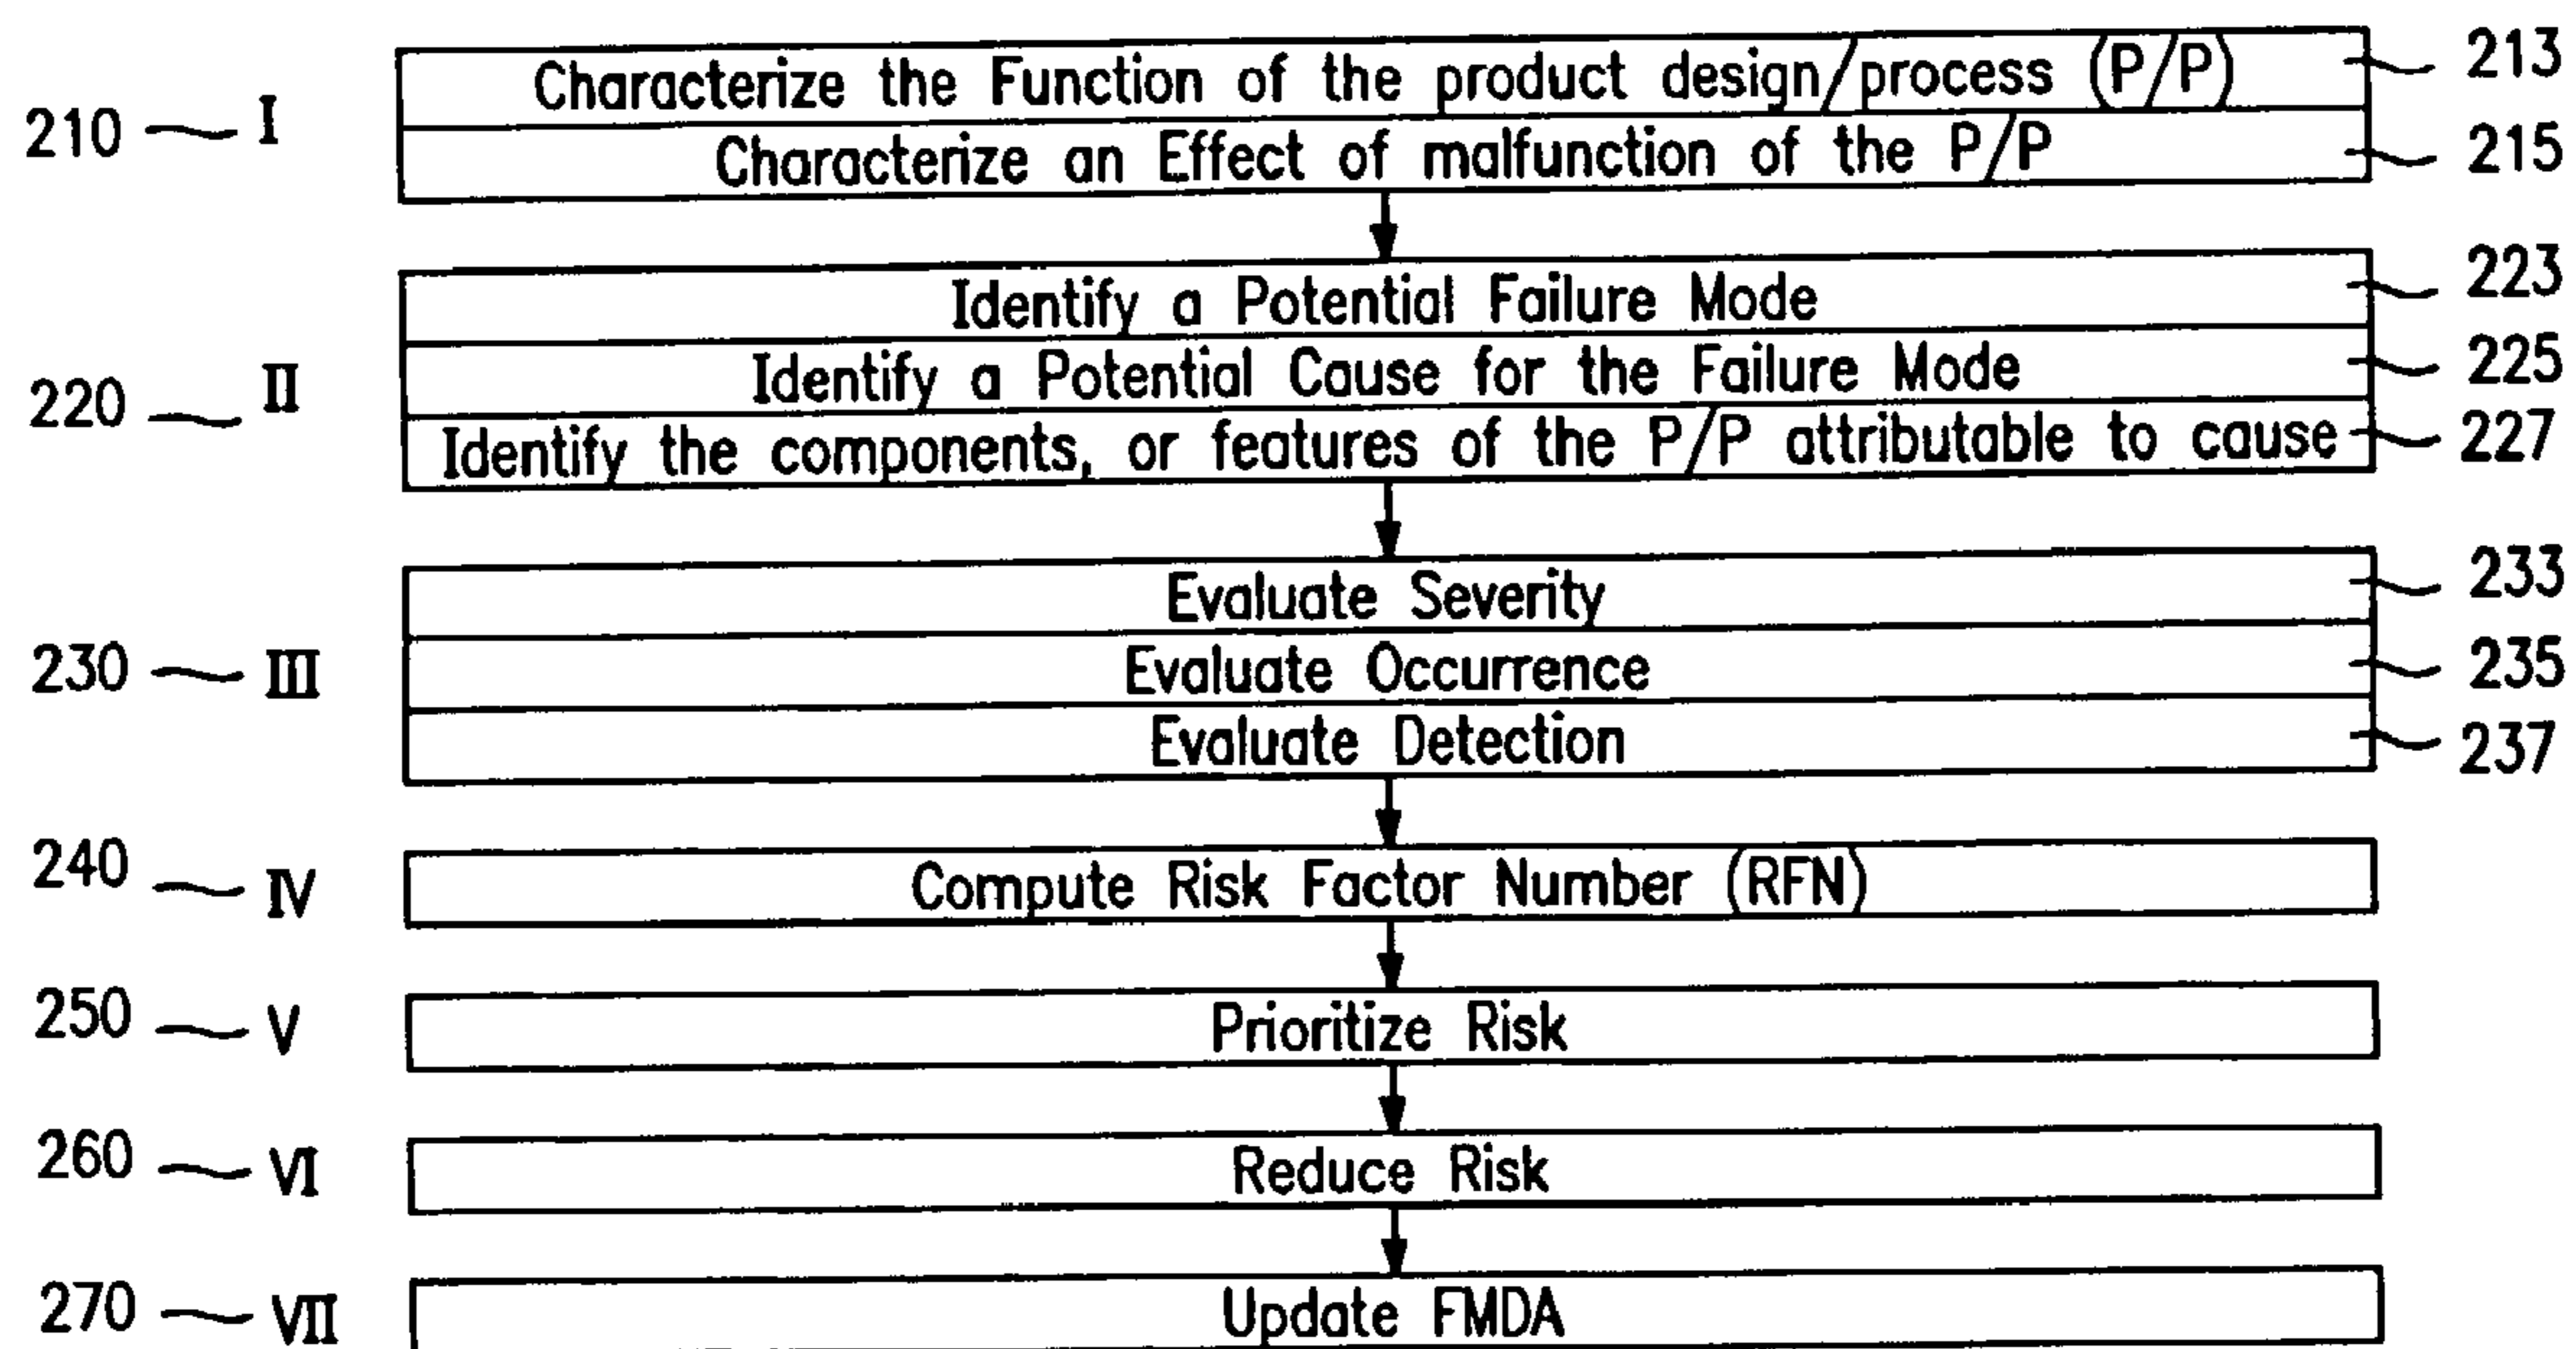 Characterize the Function of the product design/process (P/P) 213
210 I
Characterize an Effect of malfunction of the P/P 215
Identify a Potential Failure Mode 223
220 II Identify a Potential Cause for the Failure Mode 225
Identify the components, or features of the P/P attributable to cause 227
Evaluate Severity 233
230 III Evaluate Occurrence 235
Evaluate Detection 237
240 IV Compute Risk Factor Number (RFN)
250 V Prioritize Risk
260 VI Reduce Risk
270 VII Update FMDA